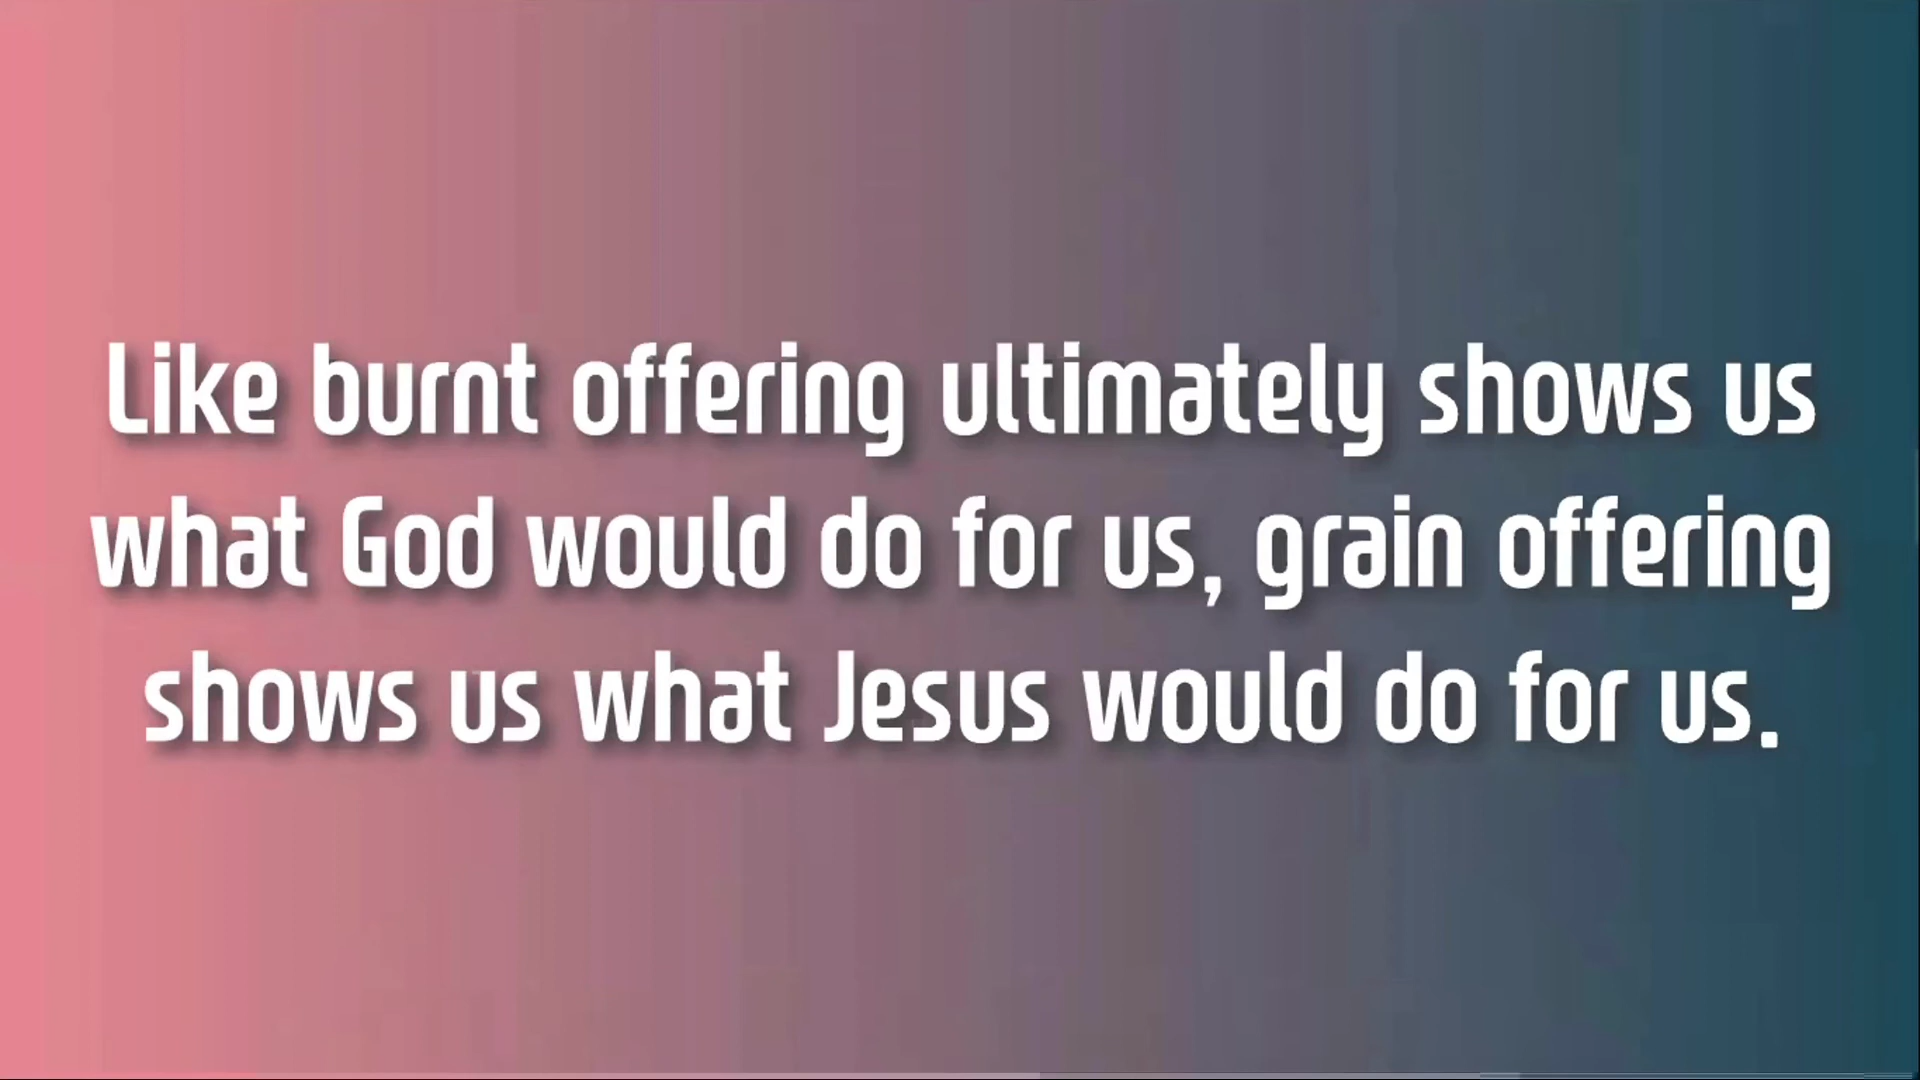 Like burnt offering ultimately shows us
what God would do for us, grain offering
shows us what Jesus would do for us.